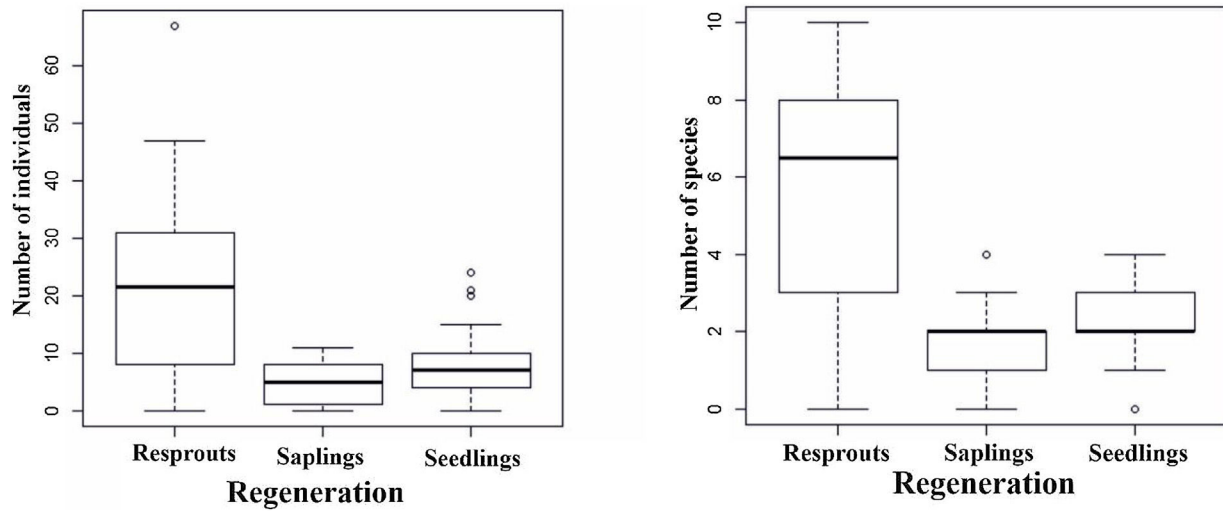 Number of individuals
60
50
40
30
20
10
0
Resprouts Saplings Seedlings
Regeneration
Number of species
10
8
6
4
2
0
Resprouts Saplings Seedlings
Regeneration